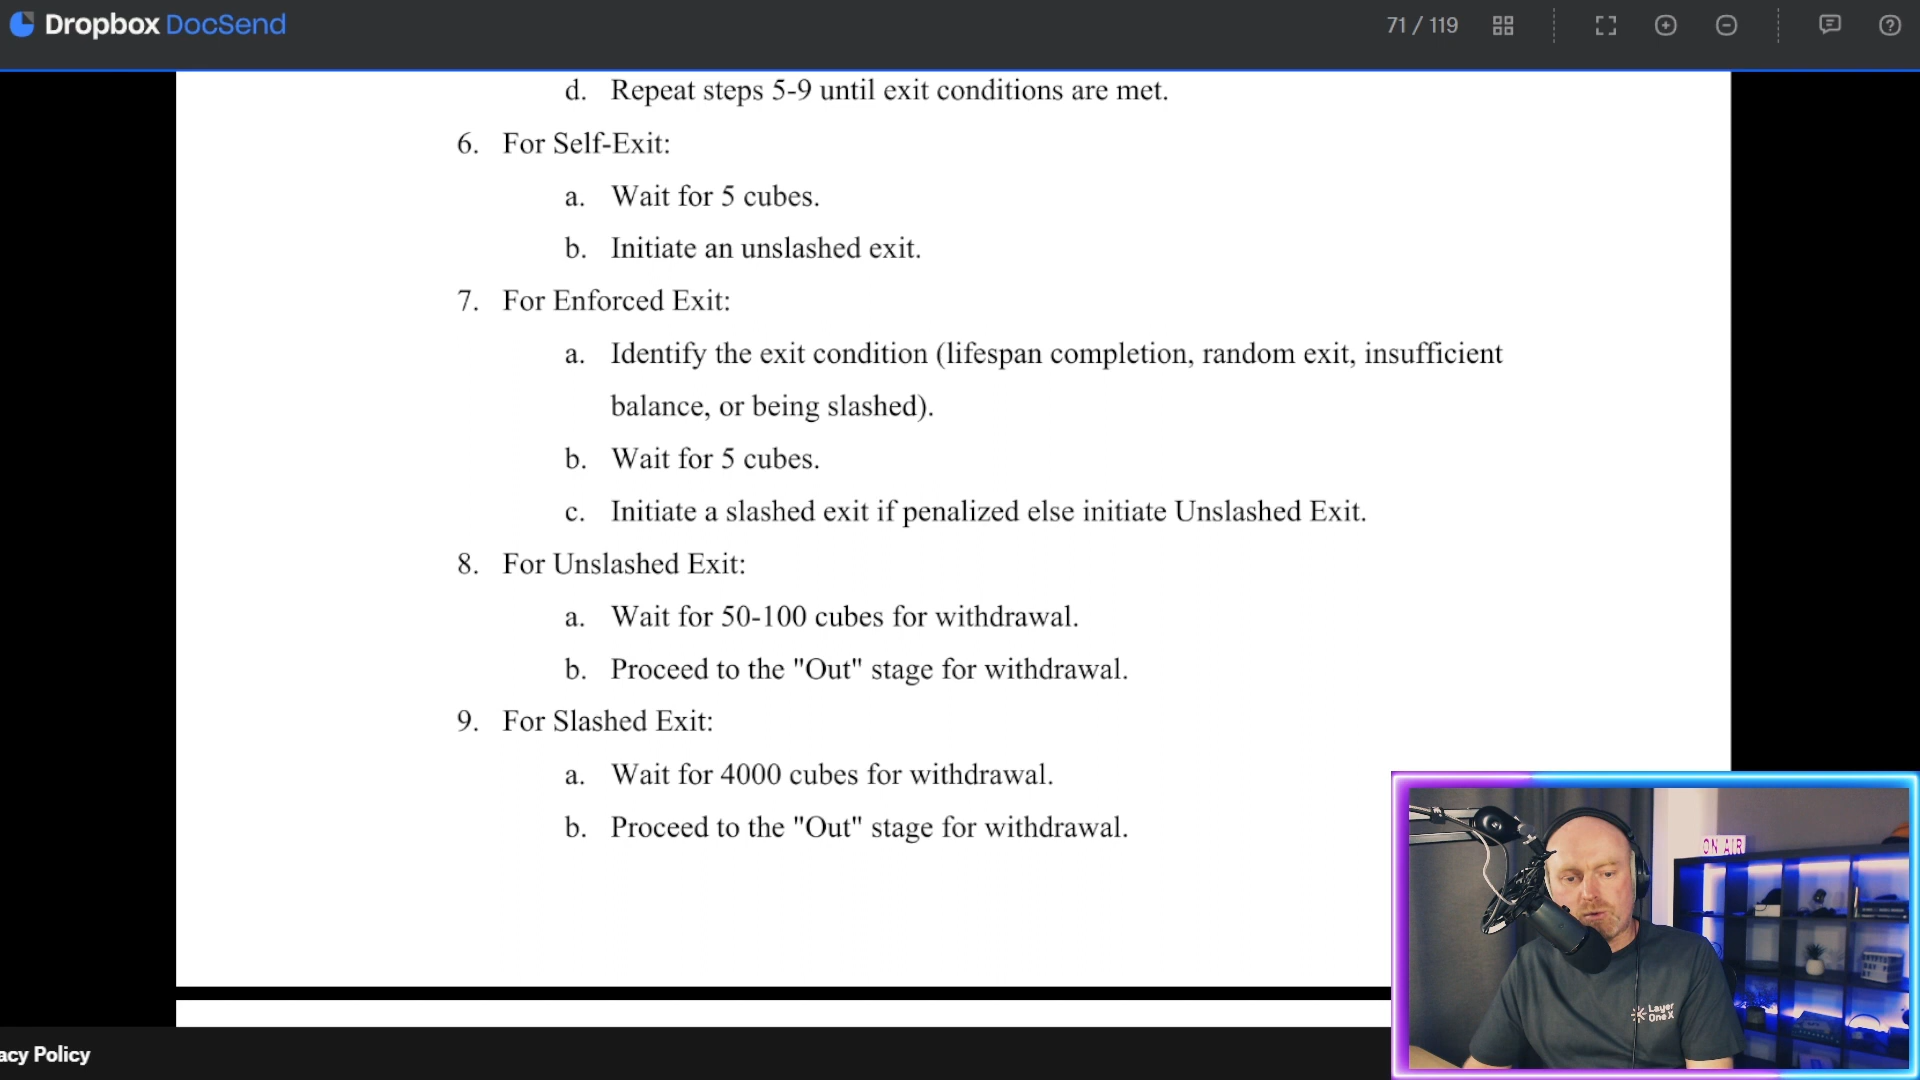 Dropbox DocSend
71 / 119
d. Repeat steps 5-9 until exit conditions are met.
6. For Self-Exit:
a. Wait for 5 cubes.
b. Initiate an unslashed exit.
7. For Enforced Exit:
a. Identify the exit condition (lifespan completion, random exit, insufficient
balance, or being slashed).
b. Wait for 5 cubes.
c. Initiate a slashed exit if penalized else initiate Unslashed Exit.
8. For Unslashed Exit:
a. Wait for 50-100 cubes for withdrawal.
b. Proceed to the "Out" stage for withdrawal.
9. For Slashed Exit:
a. Wait for 4000 cubes for withdrawal.
b. Proceed to the "Out" stage for withdrawal.
ON AIR
Layer
One X
acy Policy